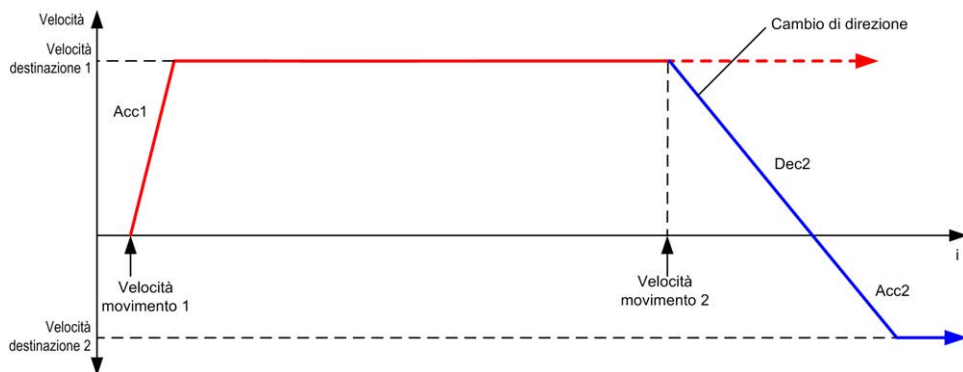 Velocità
Cambio di direzione
Velocità
destinazione 1
Acc1
Dec2
i
Velocità
movimento 1
Velocità
movimento 2
Acc2
Velocità
destinazione 2